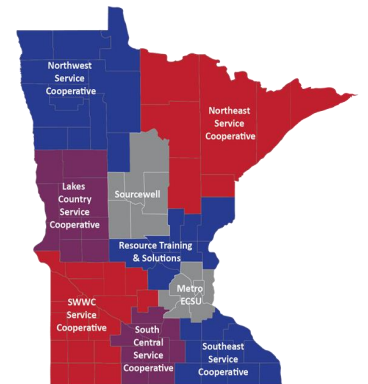 Northwest
Service
Cooperative
Northeast
Service
Cooperative
Lakes
Country
Service
Cooperative
Sourcewell
Resource Training
& Solutions
Metro
ECSU
SWWC
Service
Cooperative
South
Central
Service
Cooperative
Southeast
Service
Cooperative